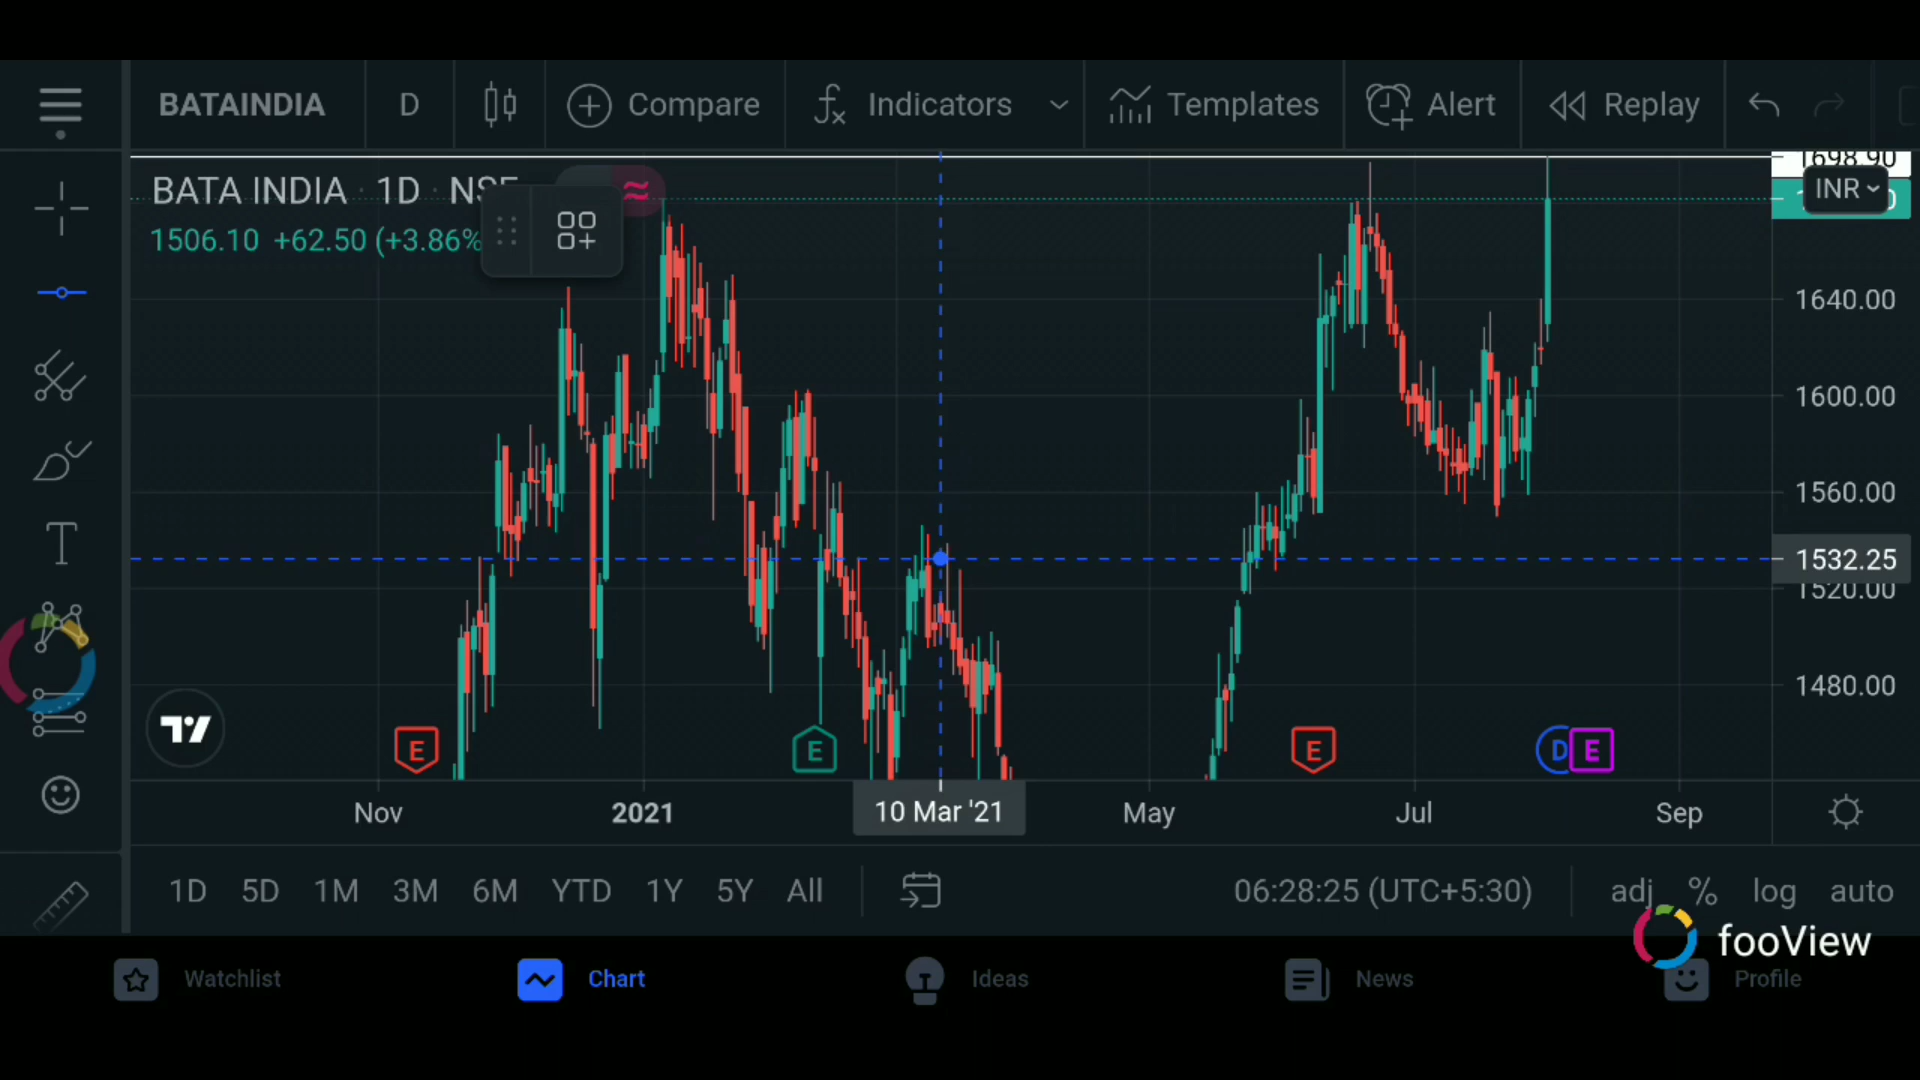 BATAINDIA D Compare Indicators Templates Alert Replay
1698.90
BATA INDIA · 1D · NSE
INR
1506.10 +62.50 (+3.86%
1640.00
1600.00
1560.00
1532.25
1520.00
1480.00
E E E D E
Nov 2021 10 Mar '21 May Jul Sep
1D 5D 1M 3M 6M YTD 1Y 5Y All 06:28:25 (UTC+5:30) adj % log auto
fooView
Watchlist Chart Ideas News Profile